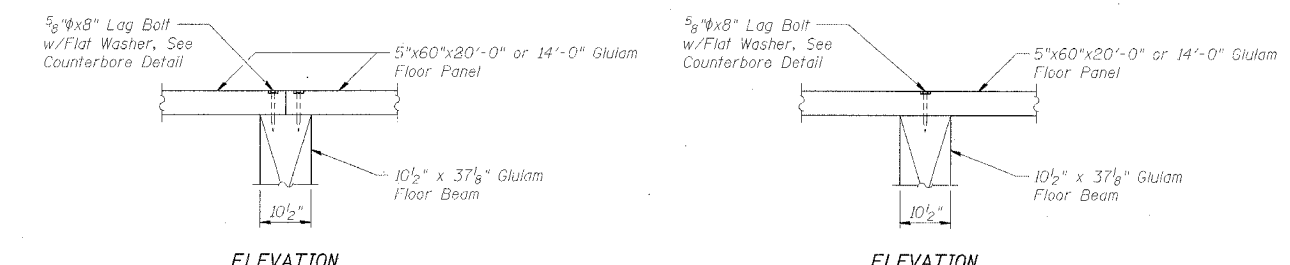 5/8"ϕx8" Lag Bolt
w/Flat Washer, See
Counterbore Detail
5"x60"x20'-0" or 14'-0" Glulam
Floor Panel
10 1/2" x 37 1/8" Glulam
Floor Beam
10 1/2"
ELEVATION
5/8"ϕx8" Lag Bolt
w/Flat Washer, See
Counterbore Detail
5"x60"x20'-0" or 14'-0" Glulam
Floor Panel
10 1/2" x 37 1/8" Glulam
Floor Beam
10 1/2"
ELEVATION